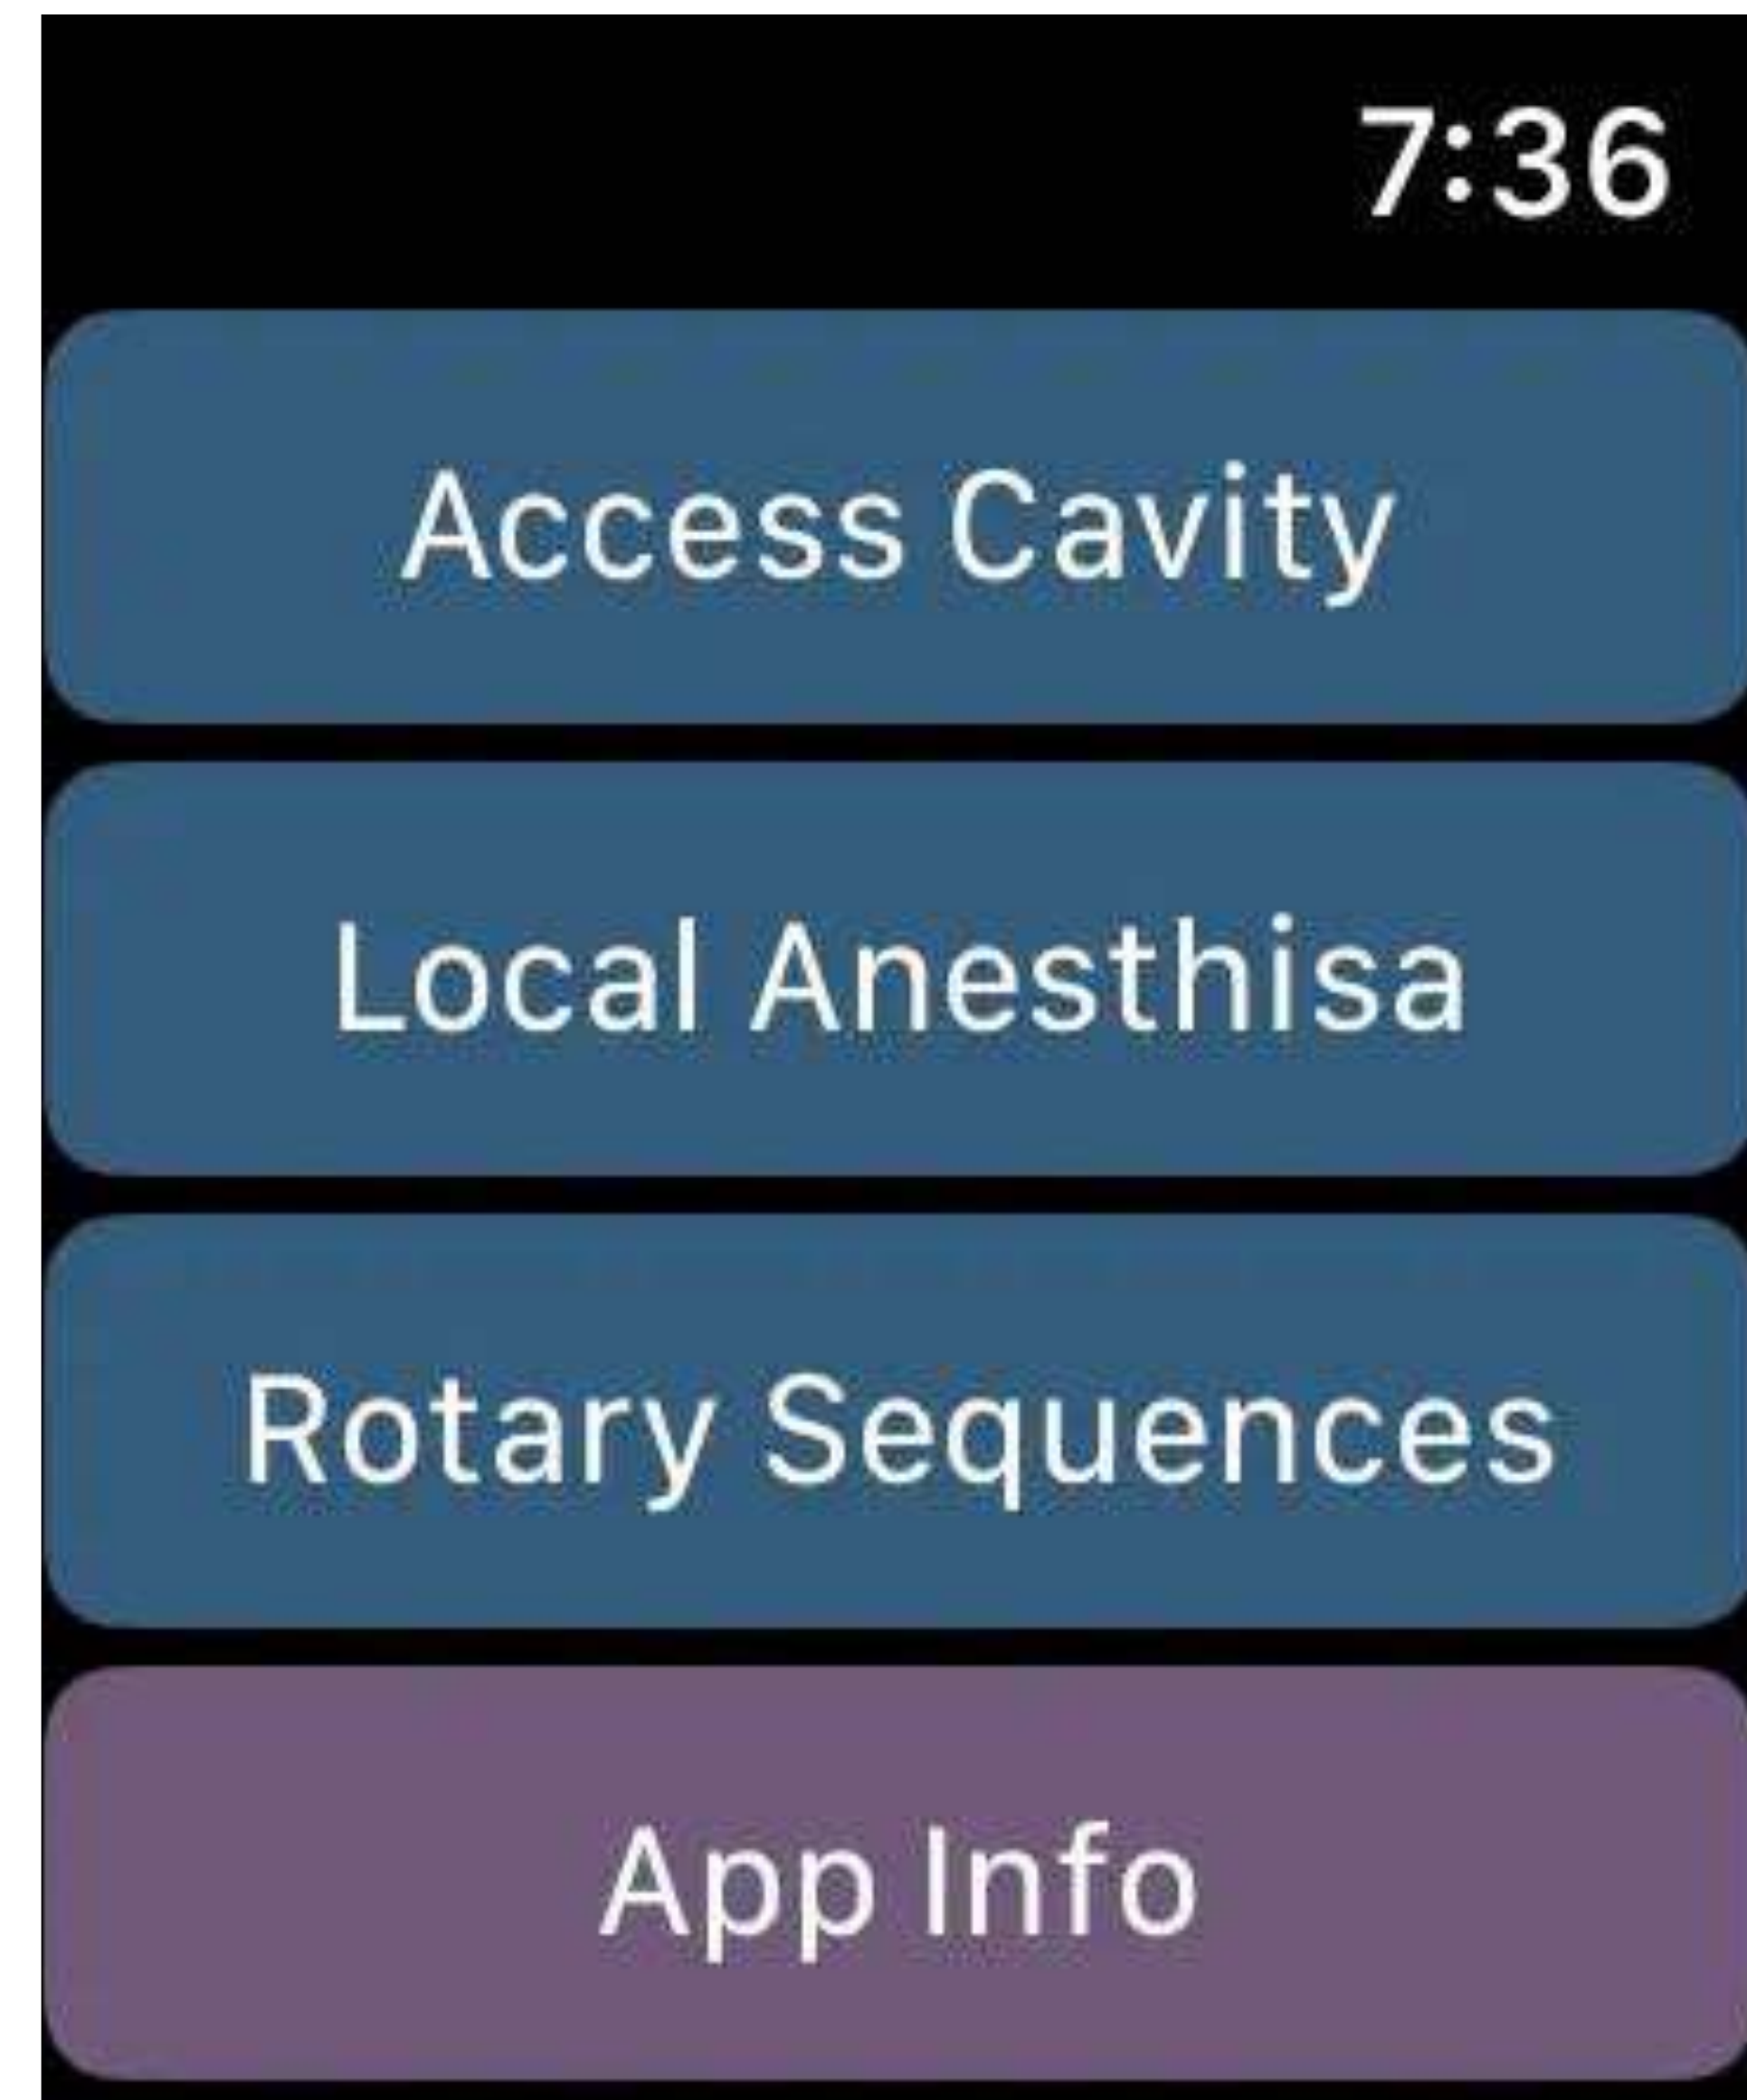 7:36
Access Cavity
Local Anesthisa
Rotary Sequences
App Info